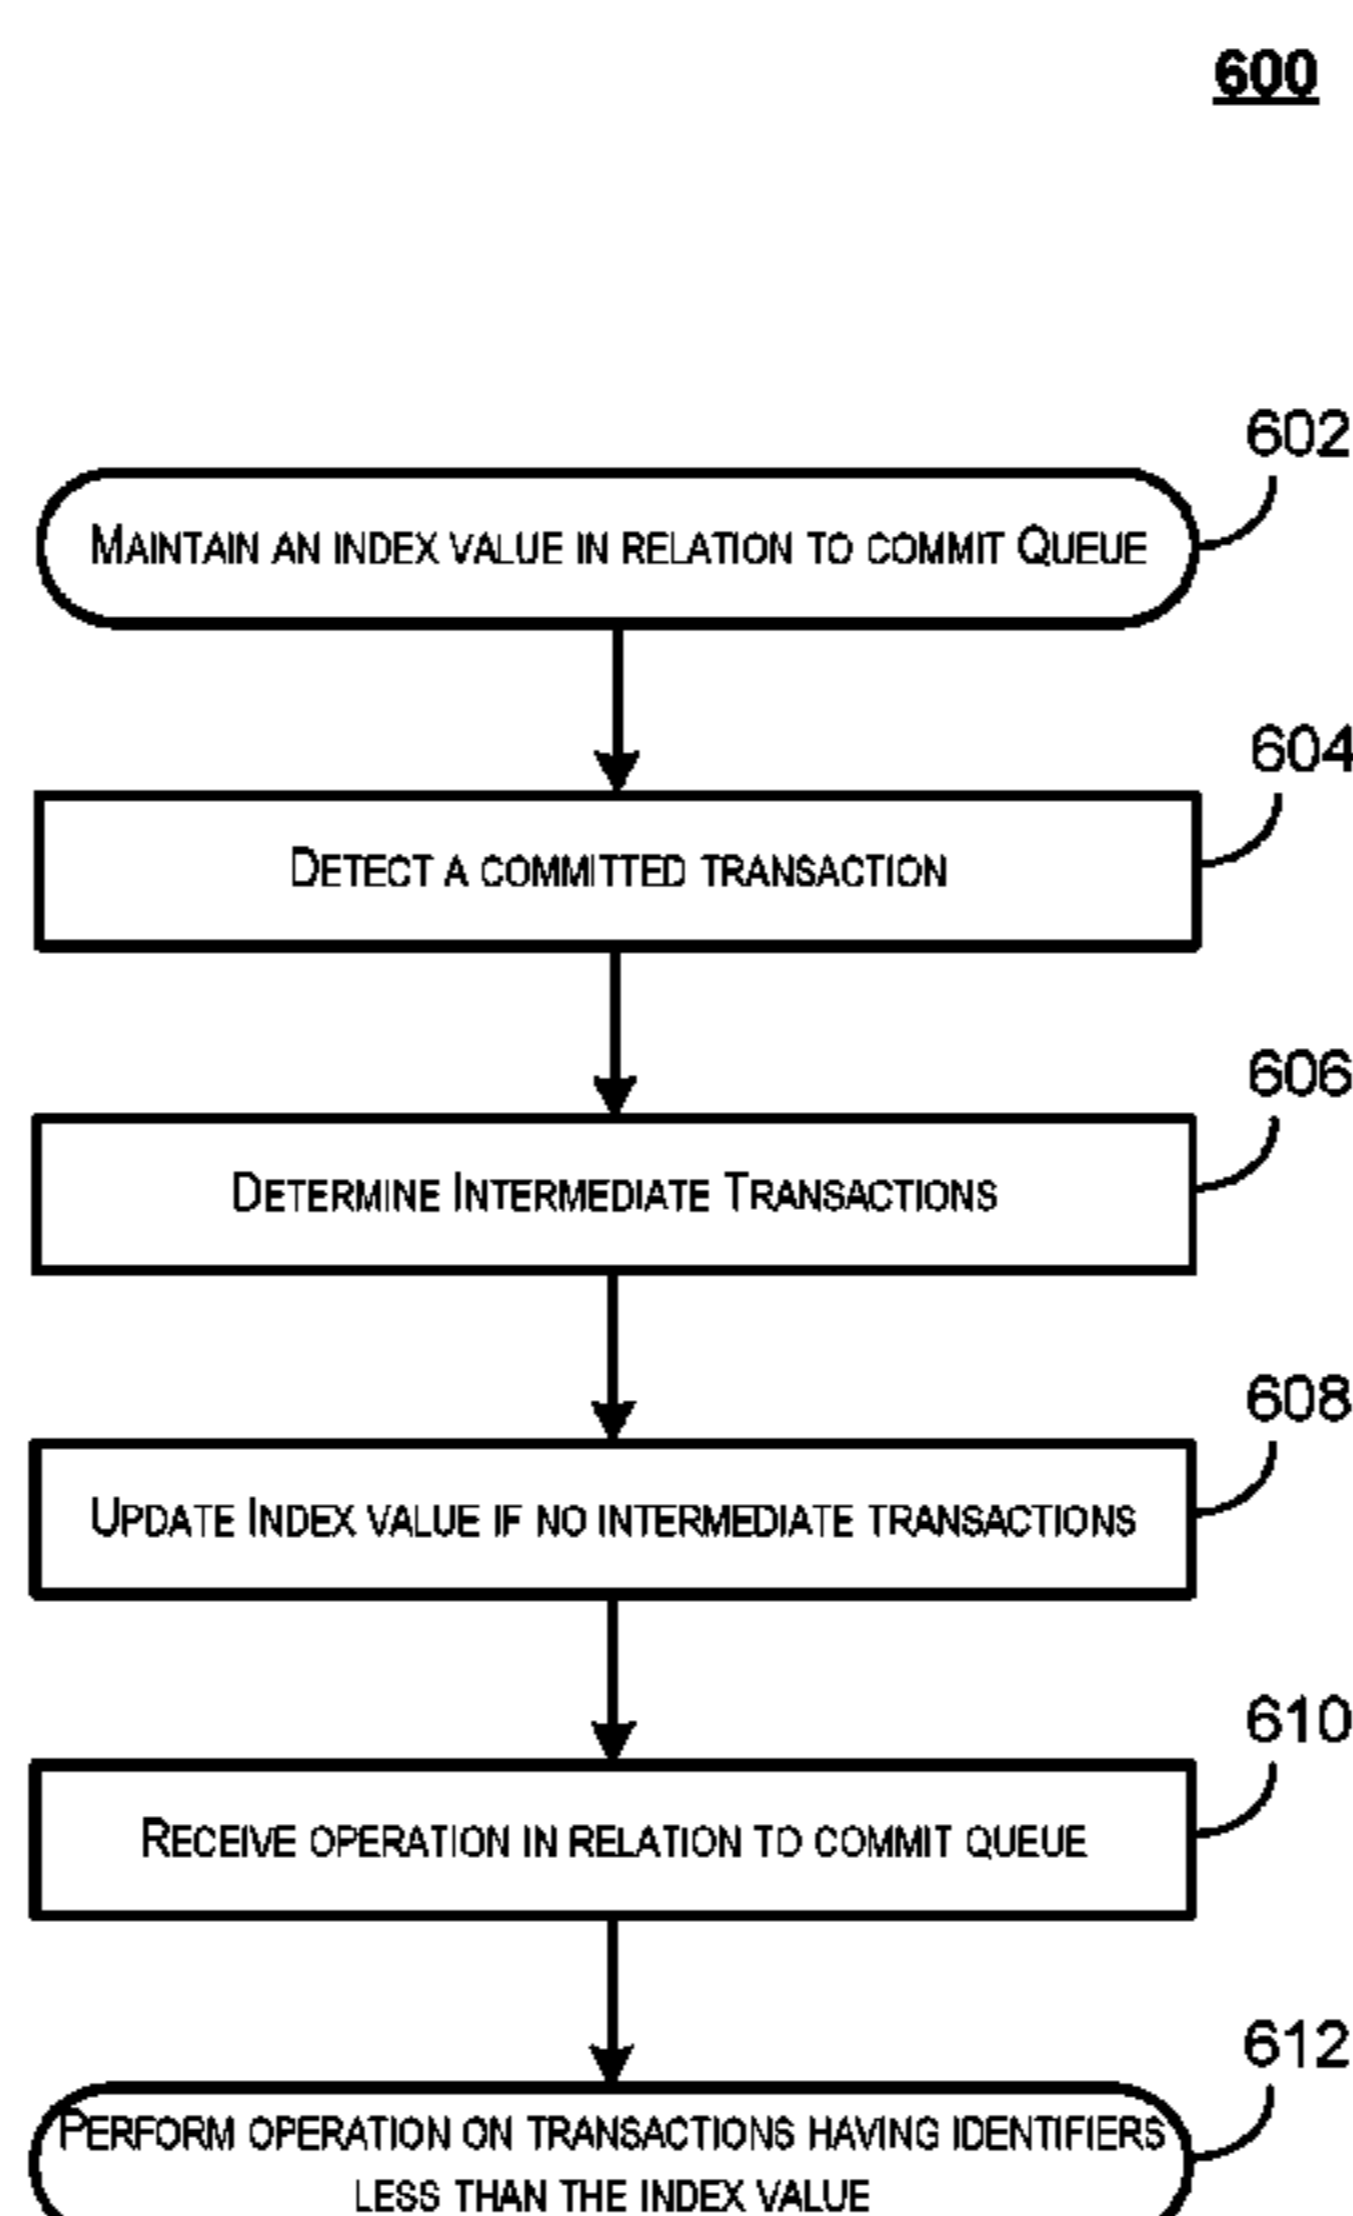 600
602
MAINTAIN AN INDEX VALUE IN RELATION TO COMMIT QUEUE
604
DETECT A COMMITTED TRANSACTION
606
DETERMINE INTERMEDIATE TRANSACTIONS
608
UPDATE INDEX VALUE IF NO INTERMEDIATE TRANSACTIONS
610
RECEIVE OPERATION IN RELATION TO COMMIT QUEUE
612
PERFORM OPERATION ON TRANSACTIONS HAVING IDENTIFIERS
LESS THAN THE INDEX VALUE